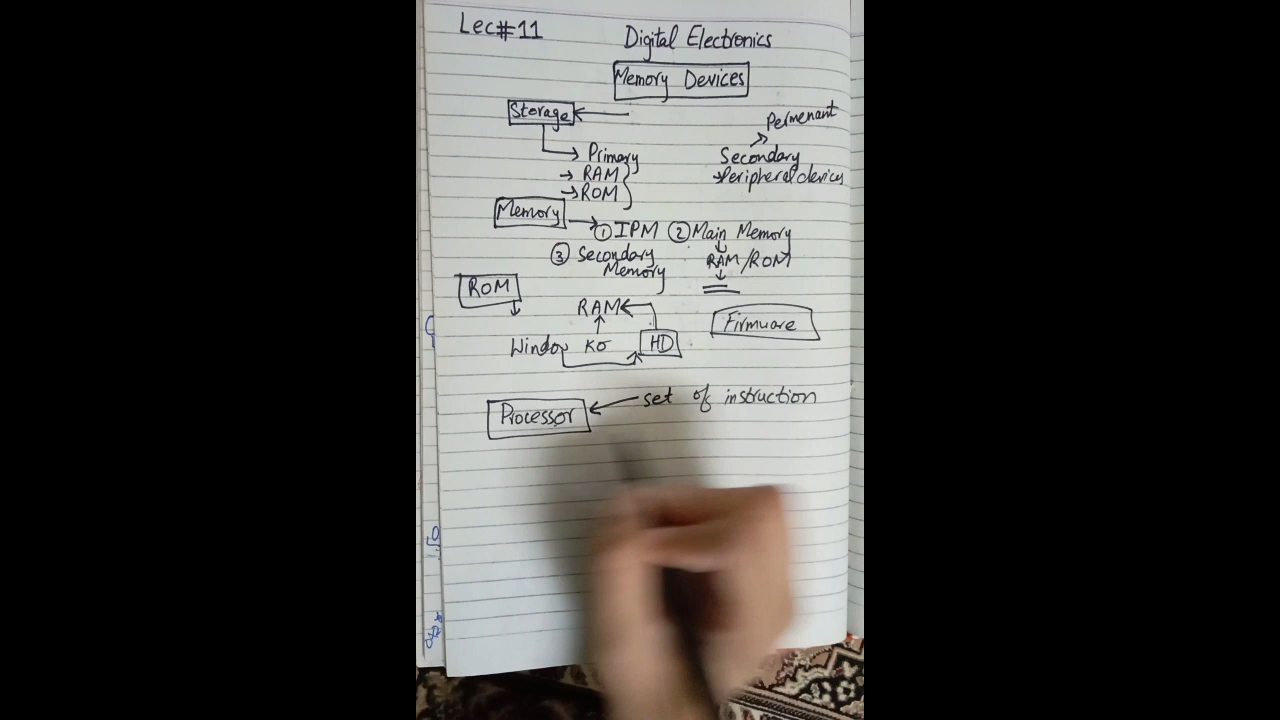 Lec#11
Digital Electronics
Memory Devices
Storage
Permenant
Primary
Secondary
RAM
Peripheral devices
ROM
Memory
① IPM ② Main Memory
③ Secondary
Memory
RAM/ROM
ROM
RAM
Firmware
Window KO HD
Processor
set of instruction